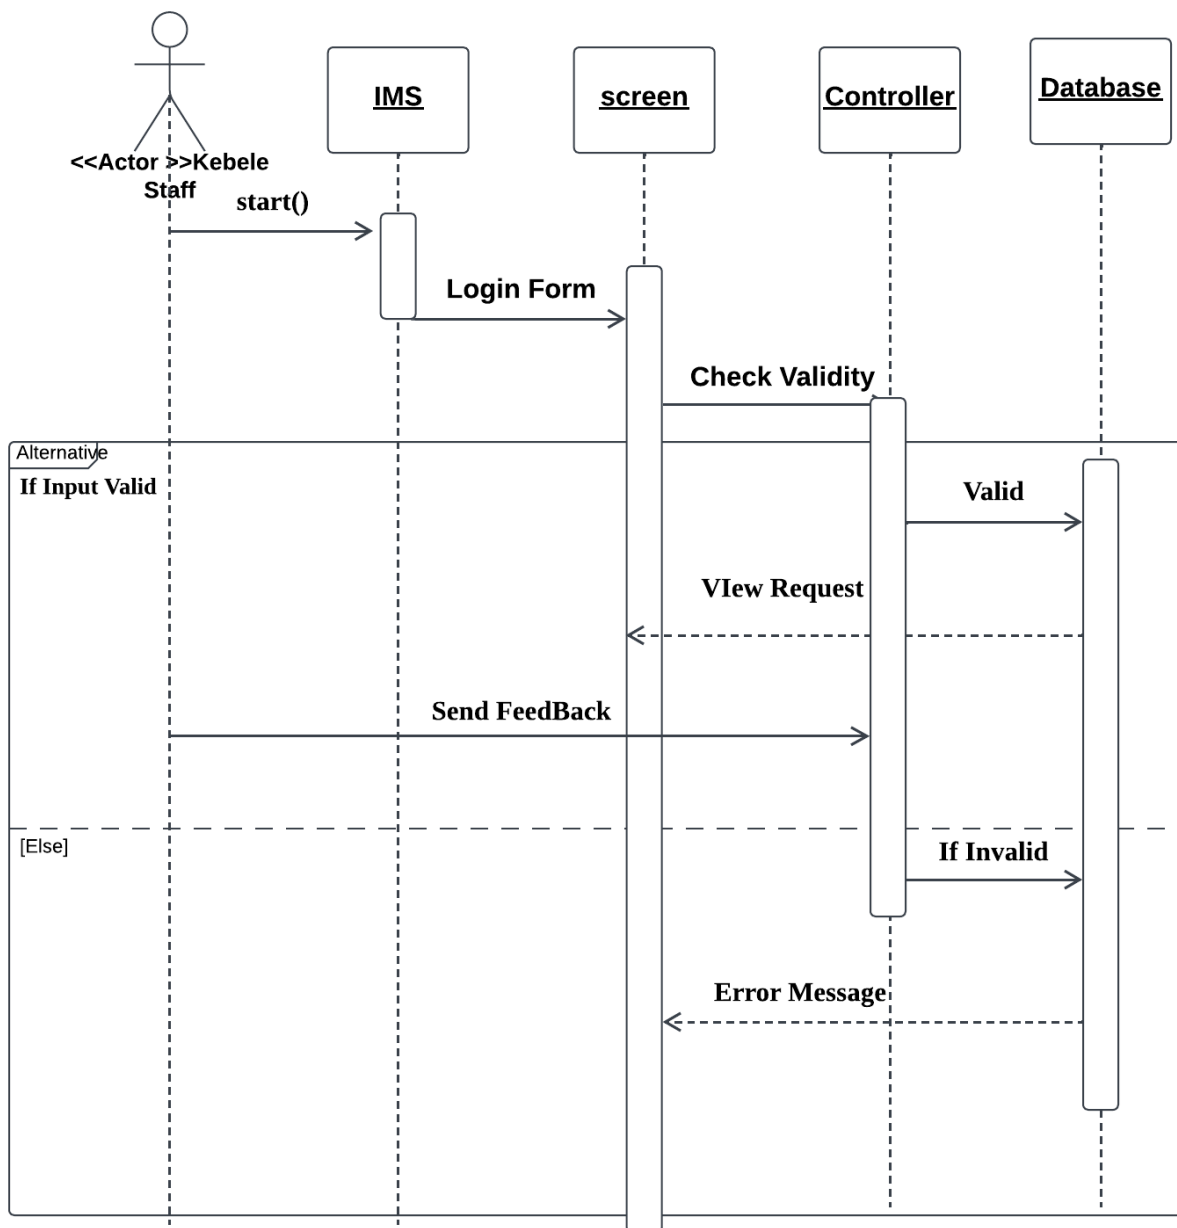 IMS
screen
Controller
Database
<<Actor >>Kebele
Staff
start()
Login Form
Check Validity
Alternative
If Input Valid
Valid
VIew Request
Send FeedBack
[Else]
If Invalid
Error Message